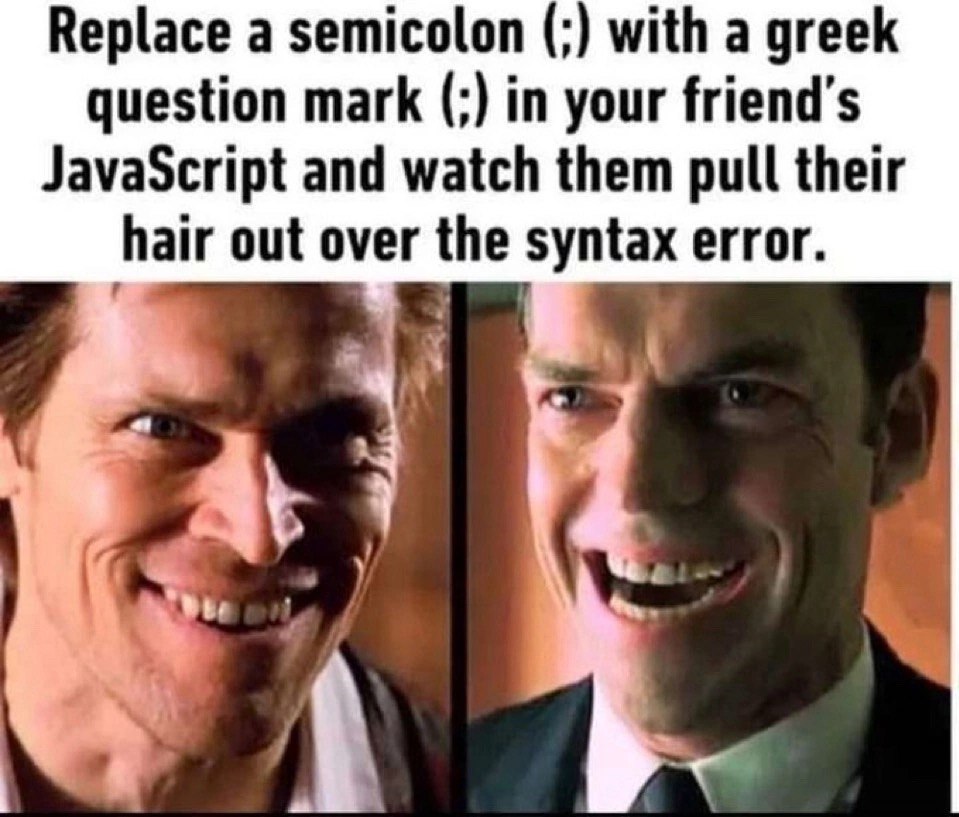 Replace a semicolon (;) with a greek
question mark (;) in your friend's
JavaScript and watch them pull their
hair out over the syntax error.